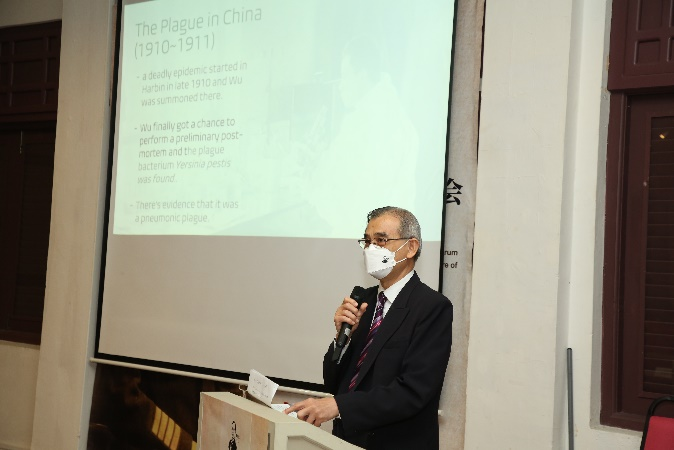 The Plague in China
(1910~1911)
- a deadly epidemic started in
Harbin in late 1910 and Wu
was summoned there.
- Wu finally got a chance to
perform a preliminary post-
mortem and the plague
bacterium Yersinia pestis
was found.
- There's evidence that it was
a pneumonic plague.
会
rum
re of